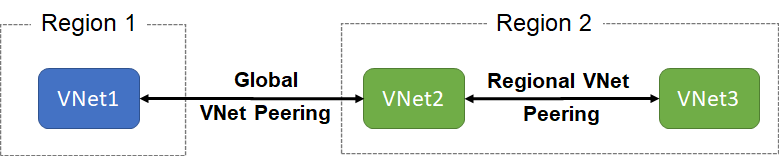 Region 1
Region 2
VNet1
Global
VNet Peering
VNet2
Regional VNet
Peering
VNet3